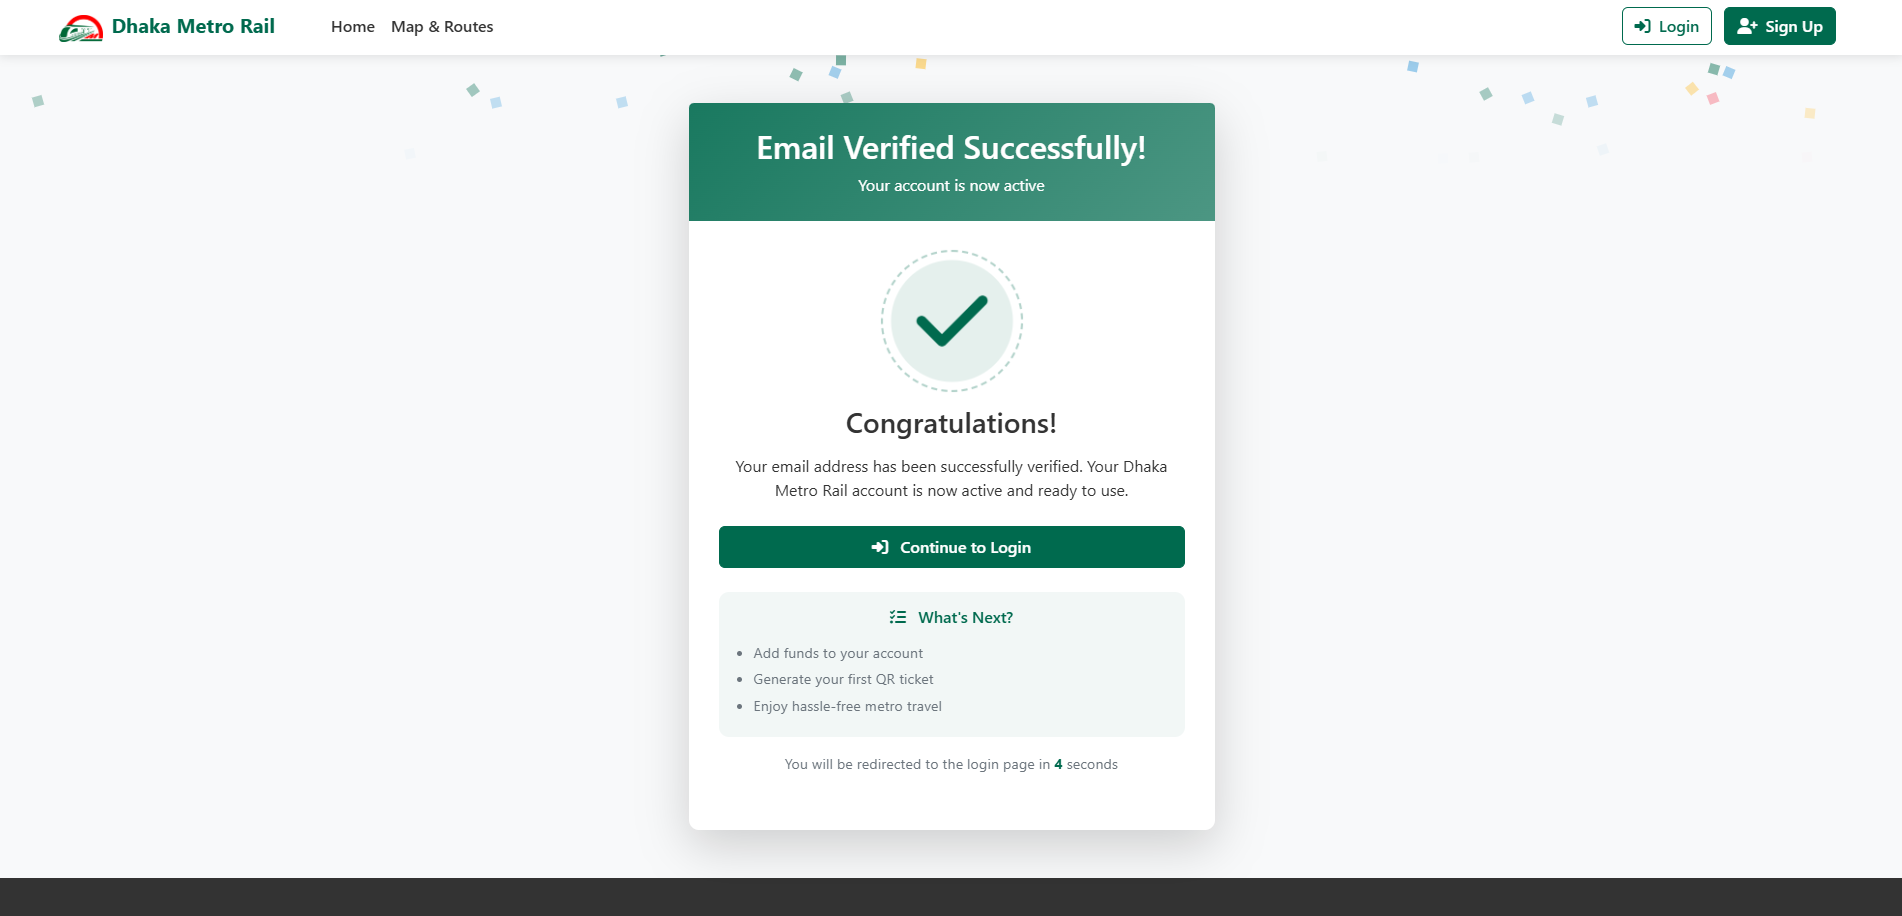 Dhaka Metro Rail
Home
Map & Routes
Login
Sign Up
Email Verified Successfully!
Your account is now active
Congratulations!
Your email address has been successfully verified. Your Dhaka
Metro Rail account is now active and ready to use.
Continue to Login
What's Next?
Add funds to your account
Generate your first QR ticket
Enjoy hassle-free metro travel
You will be redirected to the login page in 4 seconds